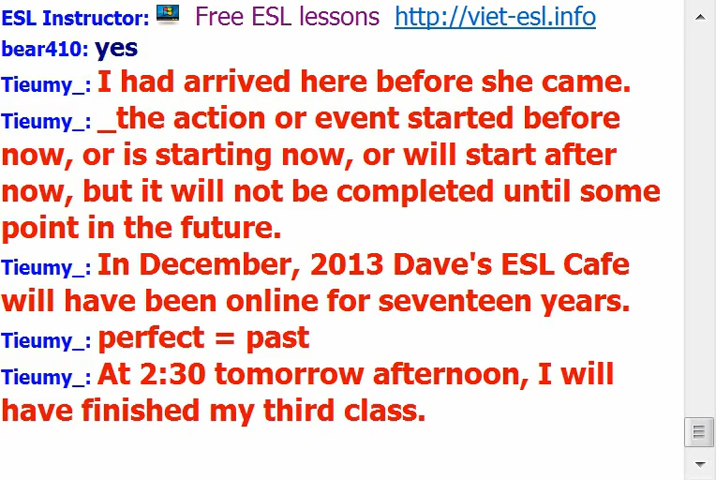 ESL Instructor: Free ESL lessons http://viet-esl.info
bear410: yes
Tieumy_: I had arrived here before she came.
Tieumy_: _the action or event started before
now, or is starting now, or will start after
now, but it will not be completed until some
point in the future.
Tieumy_: In December, 2013 Dave's ESL Cafe
will have been online for seventeen years.
Tieumy_: perfect = past
Tieumy_: At 2:30 tomorrow afternoon, I will
have finished my third class.